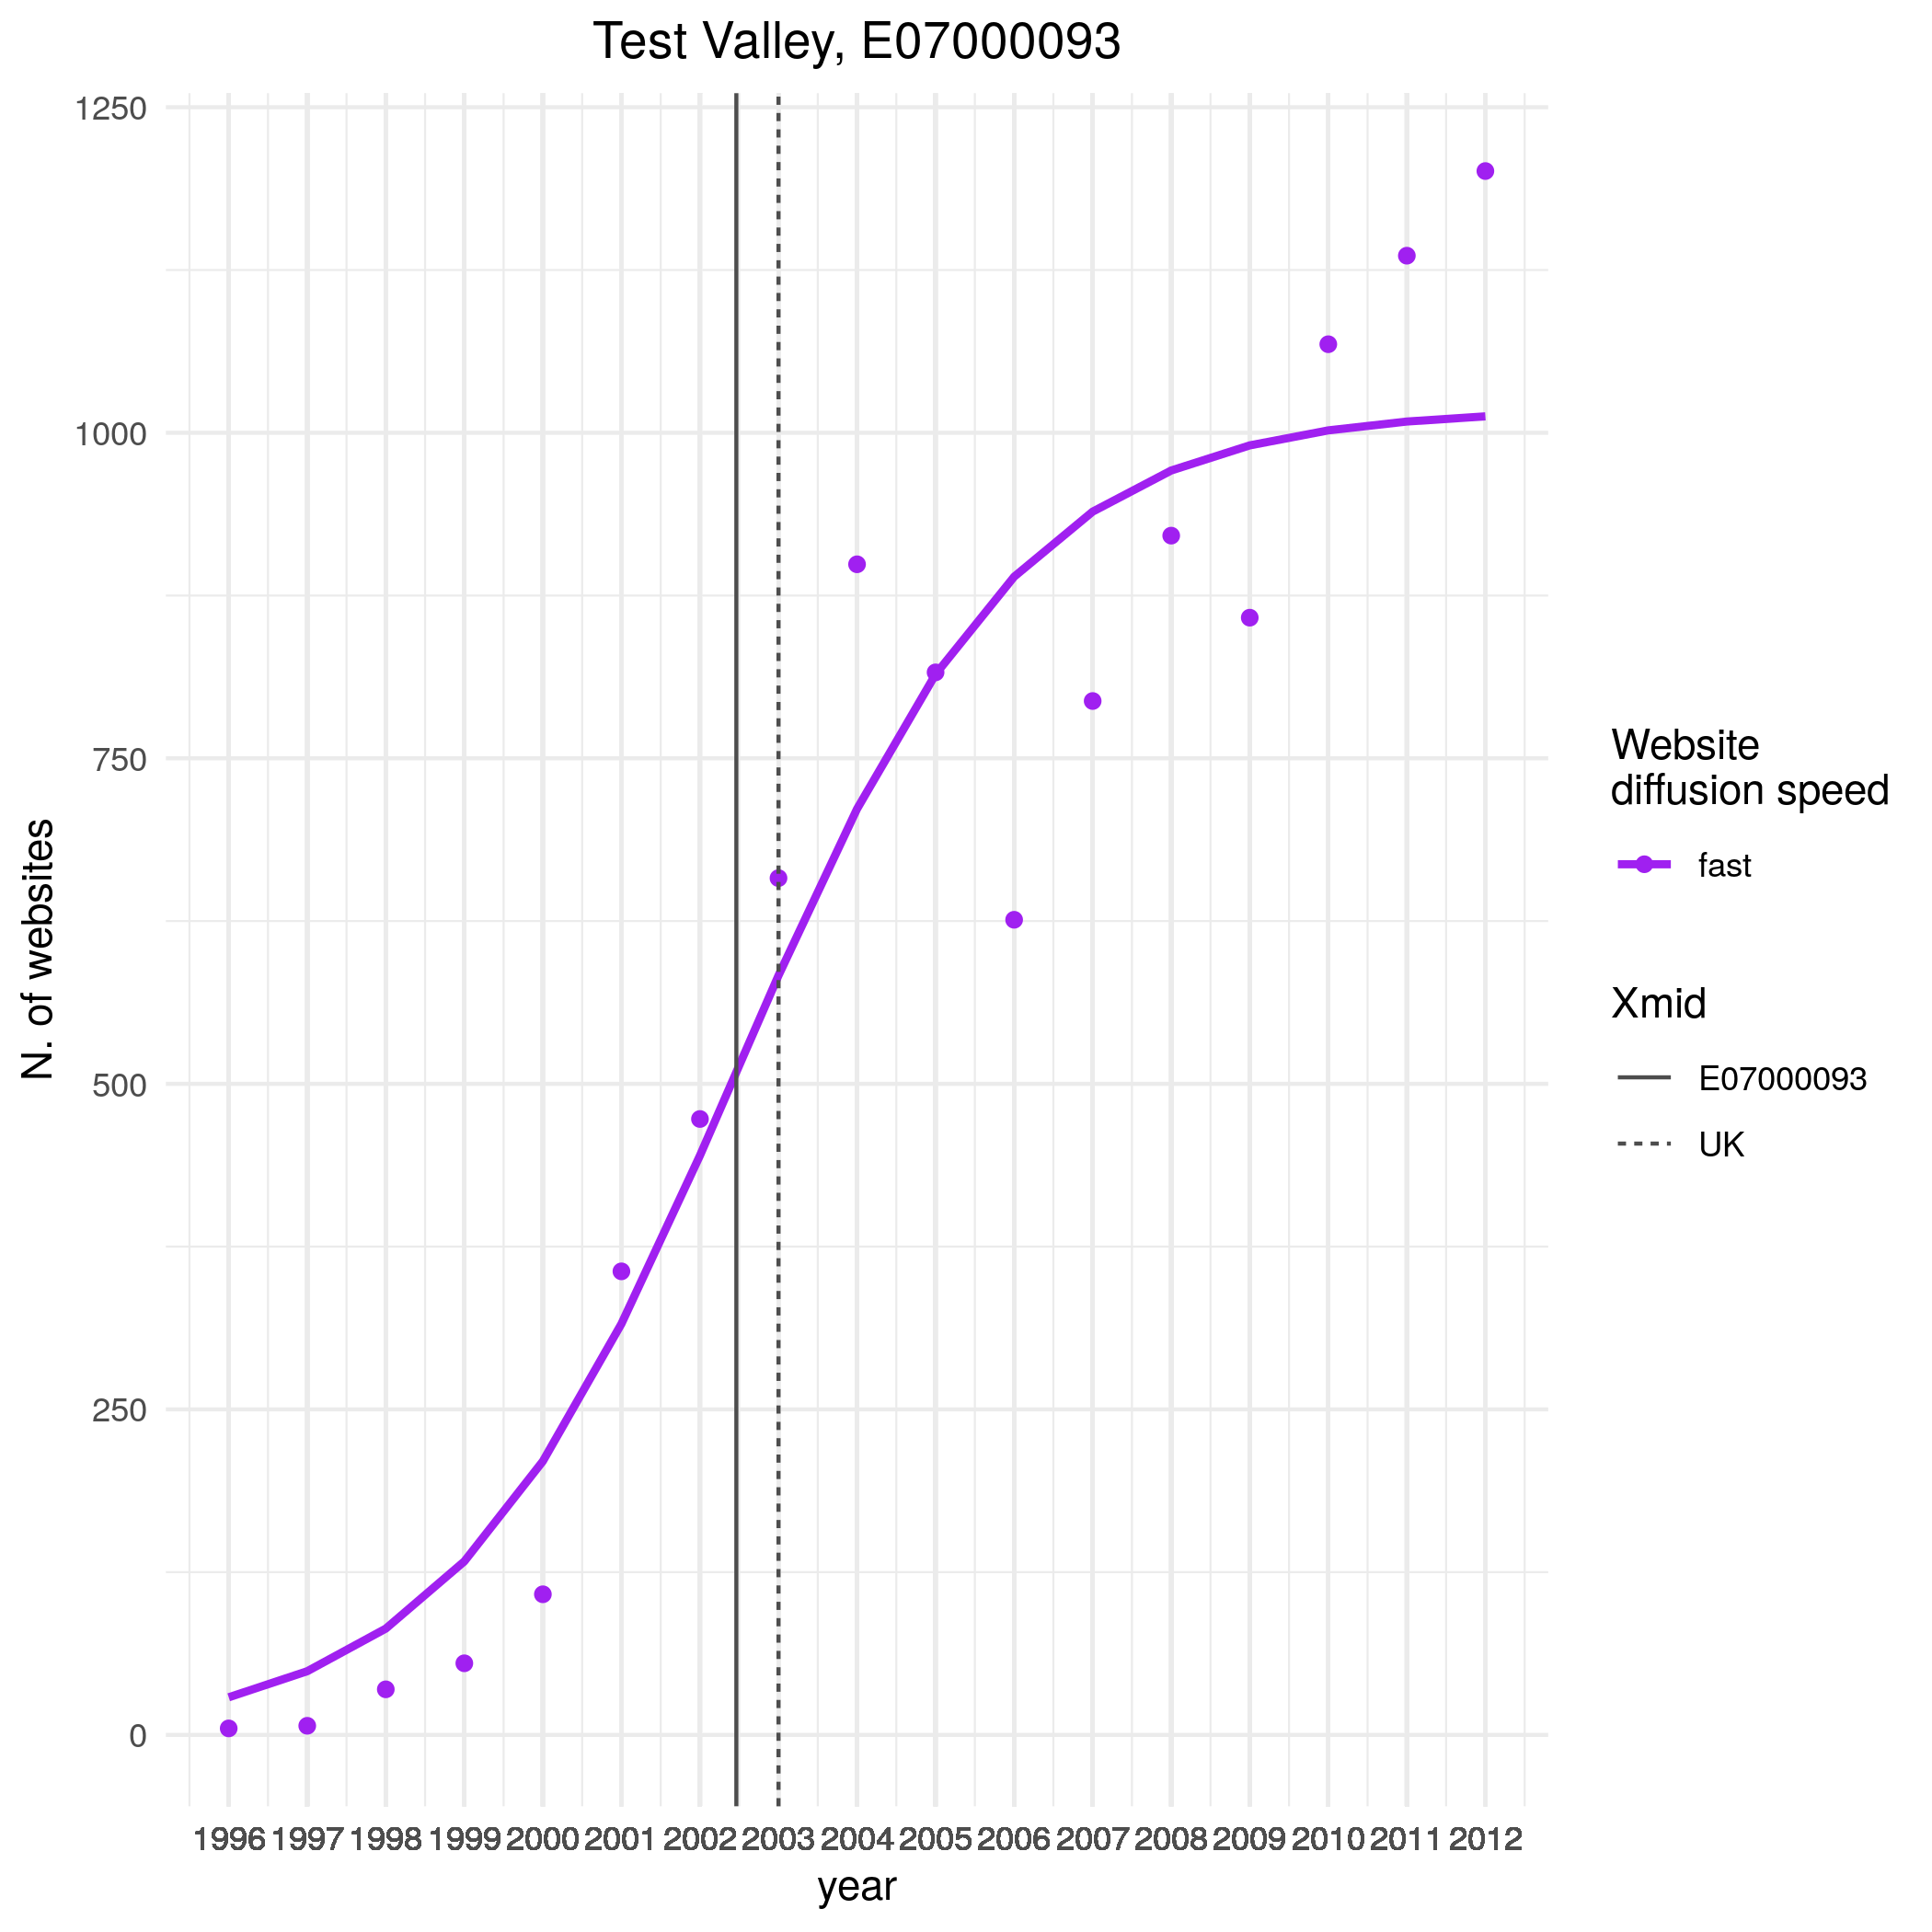 Test Valley, E07000093
1250
1000
750
500
250
0
N. of websites
1996 1997 1998 1999 2000 2001 2002 2003 2004 2005 2006 2007 2008 2009 2010 2011 2012
year
Website
diffusion speed
fast
Xmid
E07000093
UK